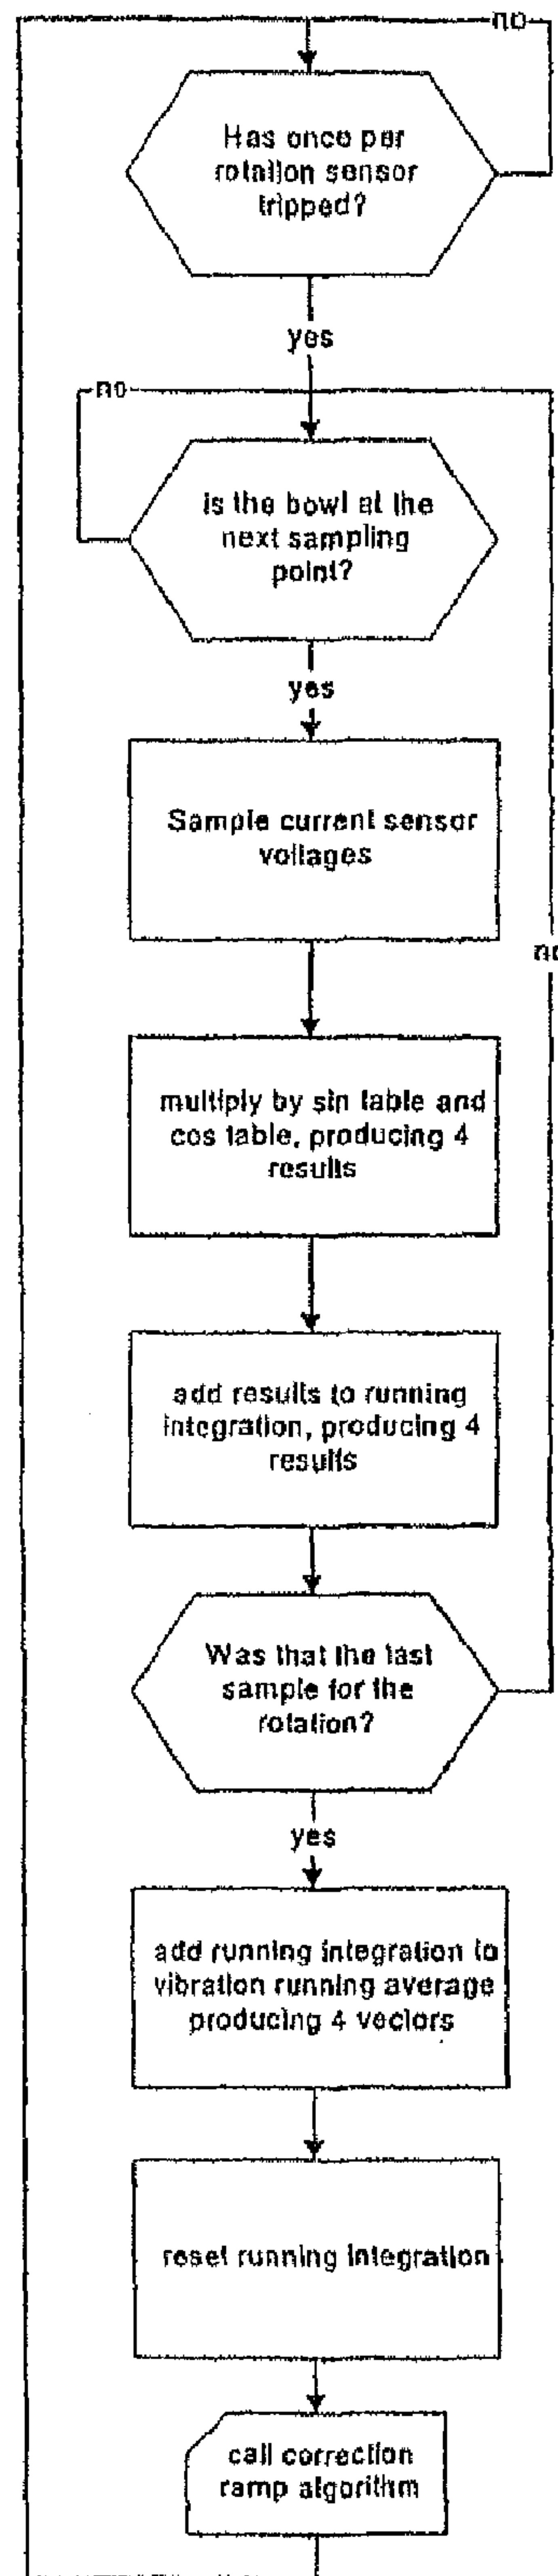 no
Has once per
rotation sensor
tripped?
yes
no
is the bowl at the
next sampling
point?
yes
Sample current sensor
voltages
no
multiply by sin table and
cos table, producing 4
results
add results to running
integration, producing 4
results
Was that the last
sample for the
rotation?
yes
add running integration to
vibration running average
producing 4 vectors
reset running integration
call correction
ramp algorithm